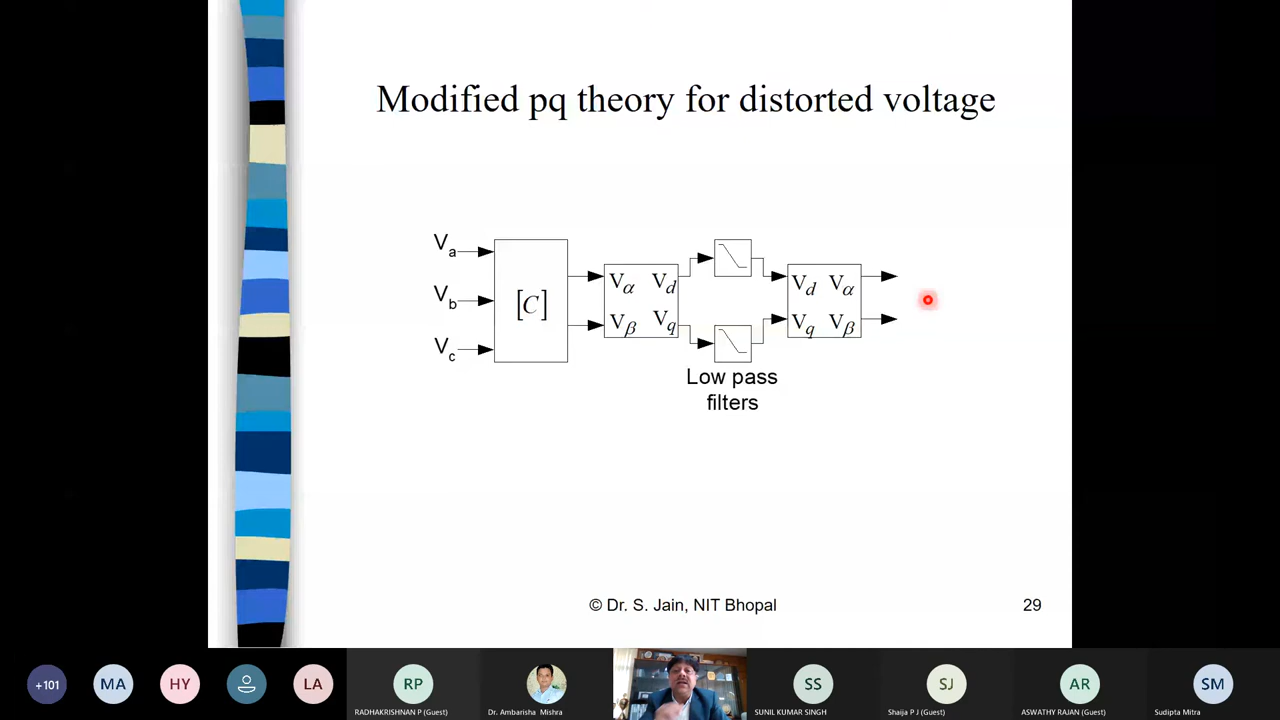 Modified pq theory for distorted voltage
Va
Vb
Vc
[C]
Vα Vd
Vβ Vq
Vd Vα
Vq Vβ
Low pass
filters
© Dr. S. Jain, NIT Bhopal
29
+101
MA
HY
LA
RP
RADHAKRISHNAN P (Guest)
Dr. Ambarisha Mishra
SS
SUNIL KUMAR SINGH
SJ
Shaija P J (Guest)
AR
ASWATHY RAJAN (Guest)
SM
Sudipta Mitra